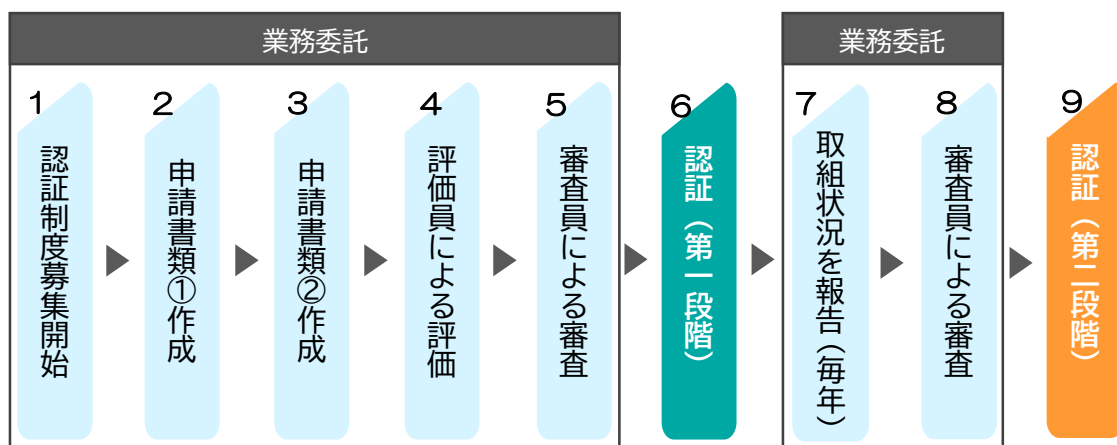 業務委託
1
認証制度募集開始
2
申請書類①作成
3
申請書類②作成
4
評価員による評価
5
審査員による審査
6
認証（第一段階）
業務委託
7
取組状況を報告（毎年）
8
審査員による審査
9
認証（第二段階）